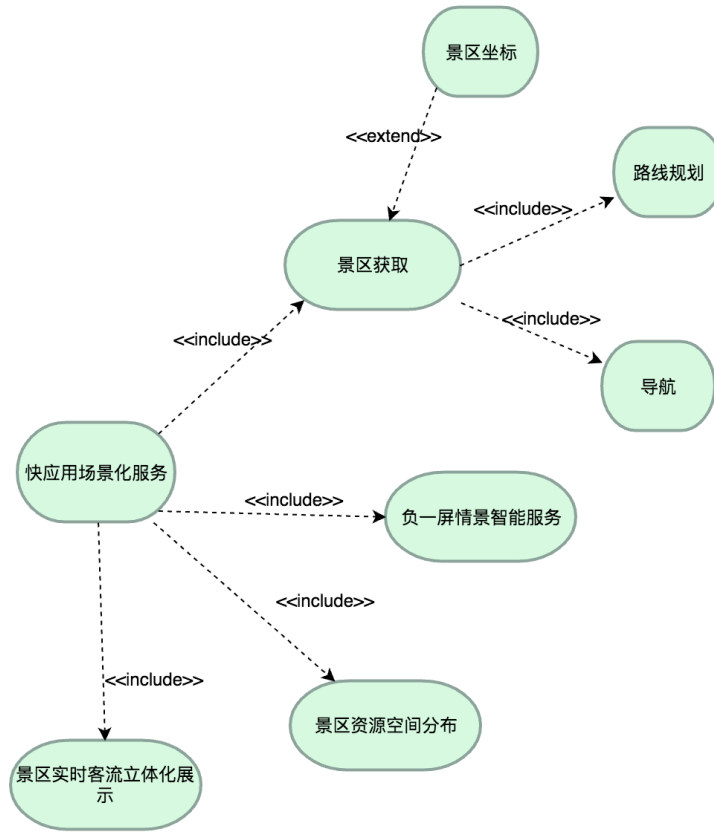 景区坐标
<<extend>>
路线规划
<<include>>
景区获取
<<include>>
<<include>>
导航
快应用场景化服务
<<include>>
负一屏情景智能服务
<<include>>
<<include>>
景区资源空间分布
景区实时客流立体化展
示